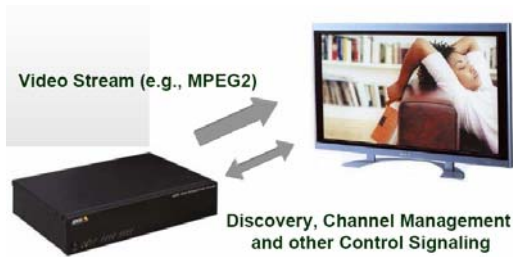 Video Stream (e.g., MPEG2)
Discovery, Channel Management
and other Control Signaling